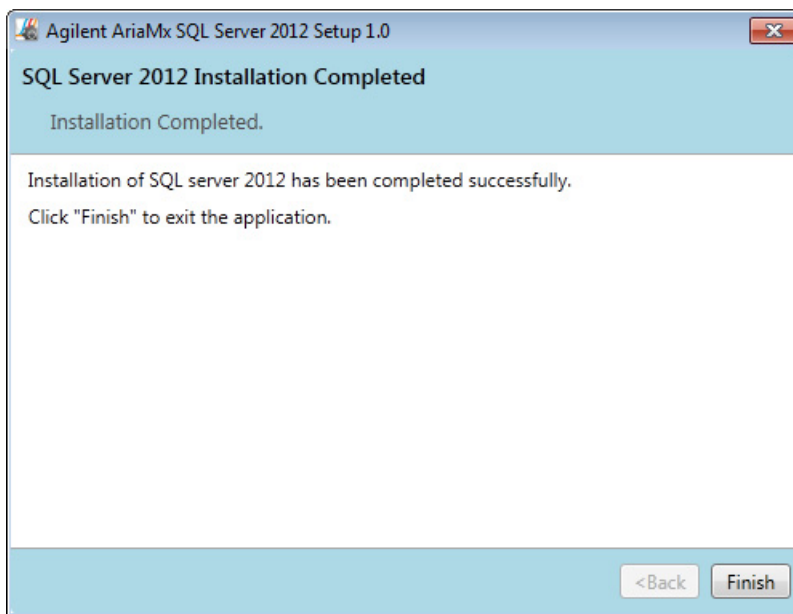 Agilent AriaMx SQL Server 2012 Setup 1.0
SQL Server 2012 Installation Completed
Installation Completed.
Installation of SQL server 2012 has been completed successfully.
Click "Finish" to exit the application.
<Back Finish